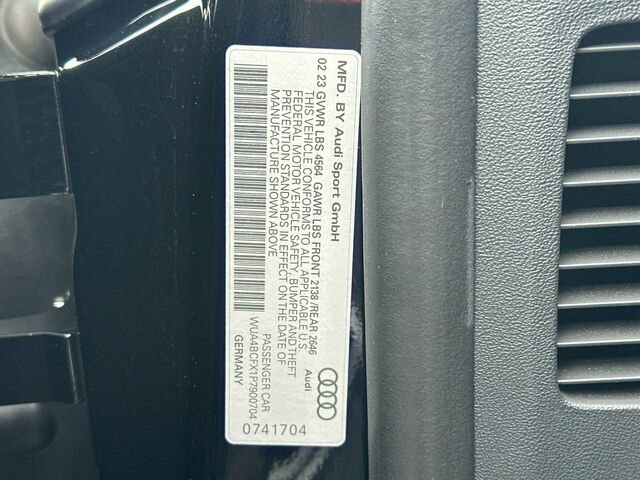 MFD. BY Audi Sport GmbH
02 23 GVWR LBS 4564 GAWR LBS FRONT 2138 /REAR 2646
THIS VEHICLE CONFORMS TO ALL APPLICABLE U.S.
FEDERAL MOTOR VEHICLE SAFETY, BUMPER AND THEFT
PREVENTION STANDARDS IN EFFECT ON THE DATE OF
MANUFACTURE SHOWN ABOVE
Audi
PASSENGER CAR
WUA4BCFX1P7900704
GERMANY
0741704